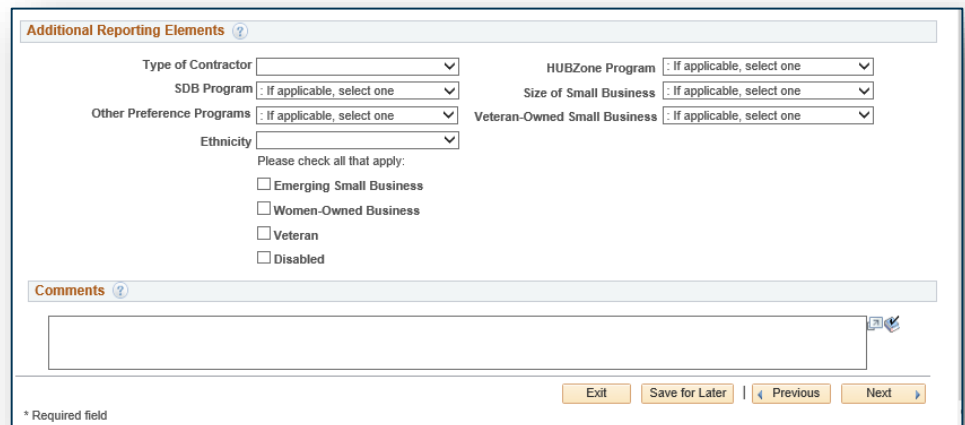 Additional Reporting Elements ?
Type of Contractor
HUBZone Program : If applicable, select one
SDB Program : If applicable, select one
Size of Small Business : If applicable, select one
Other Preference Programs : If applicable, select one
Veteran-Owned Small Business : If applicable, select one
Ethnicity
Please check all that apply:
Emerging Small Business
Women-Owned Business
Veteran
Disabled
Comments ?
Exit Save for Later | Previous Next
* Required field